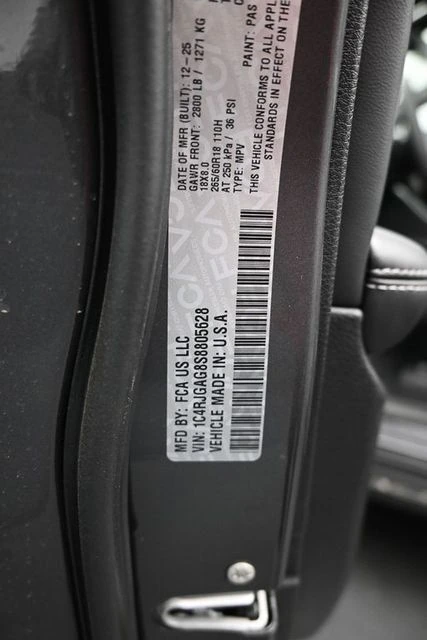 MFD BY: FCA US LLC
VIN: 1C4RJGAG8S8805628
VEHICLE MADE IN: U.S.A.
DATE OF MFR (BUILT): 12-25
GAWR FRONT: 2800 LB / 1271 KG
18X8.0
265/60R18 110H
AT 250 kPa / 36 PSI
TYPE: MPV
PAINT: PAS
THIS VEHICLE CONFORMS TO ALL APPL
STANDARDS IN EFFECT ON THE